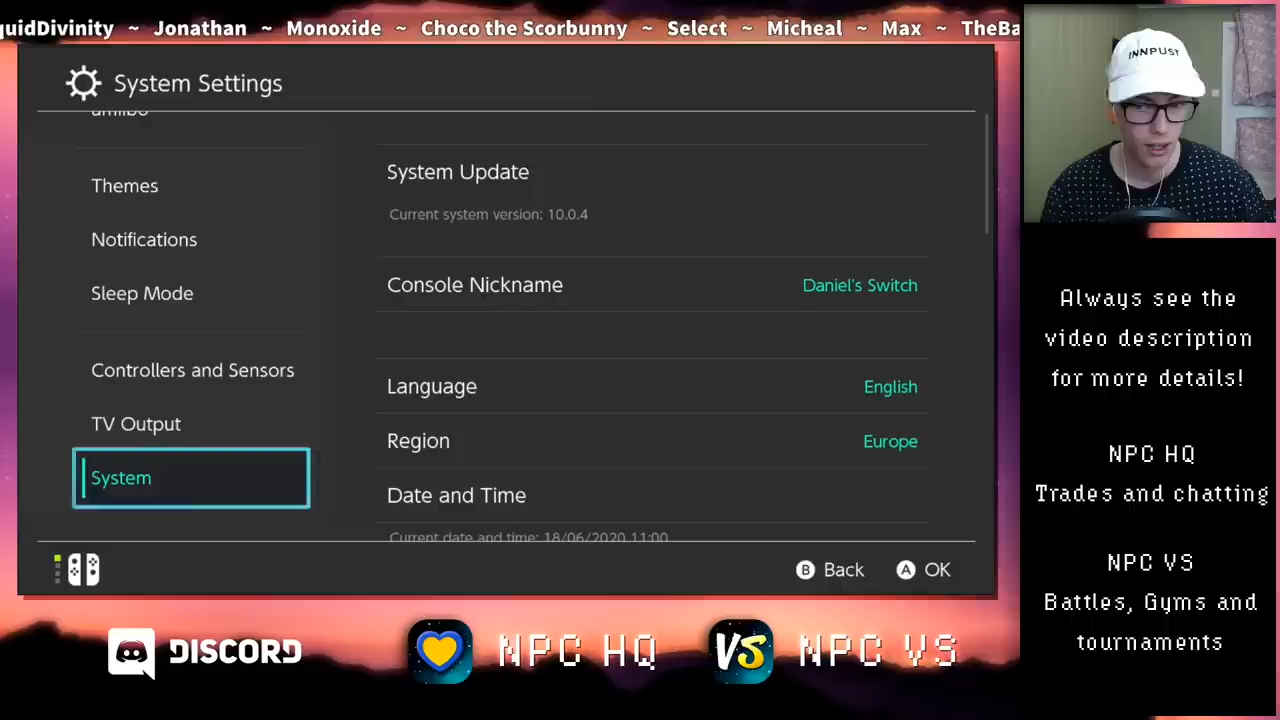 quidDivinity ~ Jonathan ~ Monoxide ~ Choco the Scorbunny ~ Select ~ Micheal ~ Max ~ TheBa
INNPUST
System Settings
amiibo
Themes
Notifications
Sleep Mode
Controllers and Sensors
TV Output
System
System Update
Current system version: 10.0.4
Console Nickname
Daniel's Switch
Language
English
Region
Europe
Date and Time
Current date and time: 18/06/2020 11:00
B Back
A OK
Always see the
video description
for more details!
NPC HQ
Trades and chatting
NPC VS
Battles, Gyms and
tournaments
DISCORD
NPC HQ
VS
NPC VS